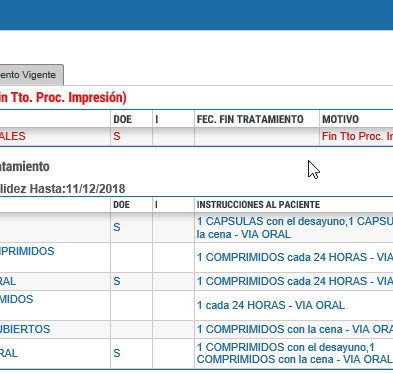 ento Vigente
in Tto. Proc. Impresión)
DOE I FEC. FIN TRATAMIENTO MOTIVO
ALES S Fin Tto Proc. Ir
atamiento
lidez Hasta:11/12/2018
DOE I INSTRUCCIONES AL PACIENTE
S 1 CAPSULAS con el desayuno,1 CAPSU
la cena - VIA ORAL
MPRIMIDOS 1 COMPRIMIDOS cada 24 HORAS - VIA
RAL S 1 COMPRIMIDOS cada 24 HORAS - VIA
MIDOS 1 cada 24 HORAS - VIA ORAL
UBIERTOS 1 COMPRIMIDOS con la cena - VIA ORA
RAL S 1 COMPRIMIDOS con el desayuno,1
COMPRIMIDOS con la cena - VIA ORAL